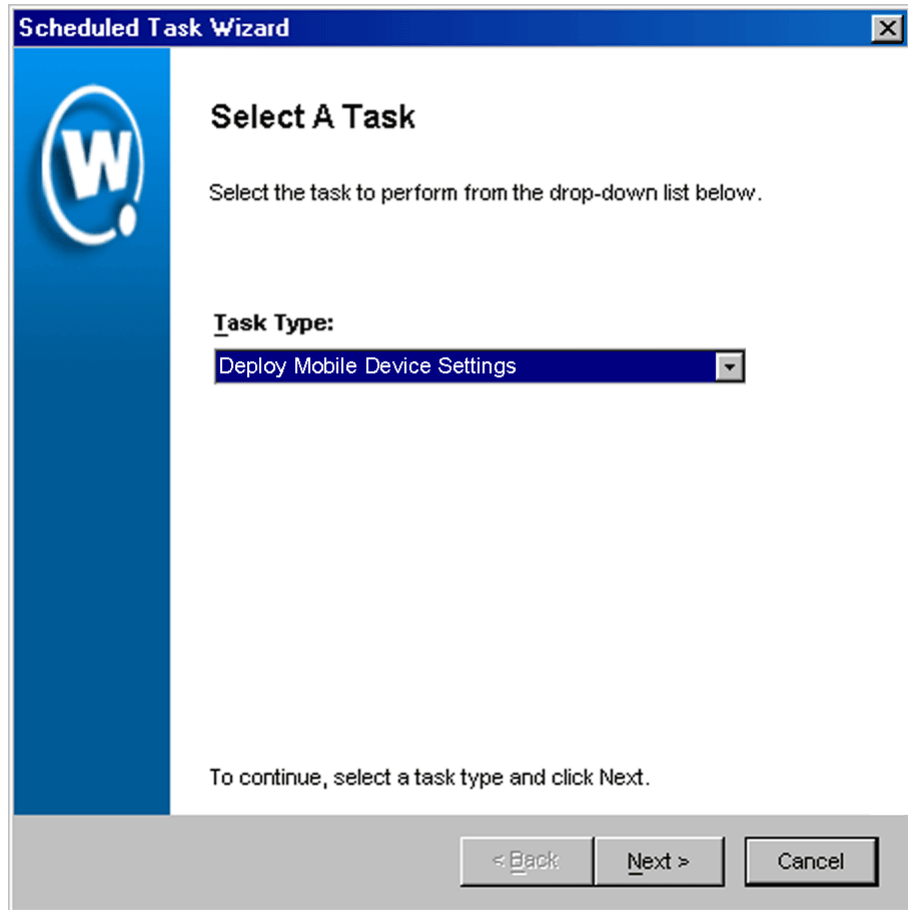 Scheduled Task Wizard
W
Select A Task
Select the task to perform from the drop-down list below.
Task Type:
Deploy Mobile Device Settings
To continue, select a task type and click Next.
< Back
Next >
Cancel